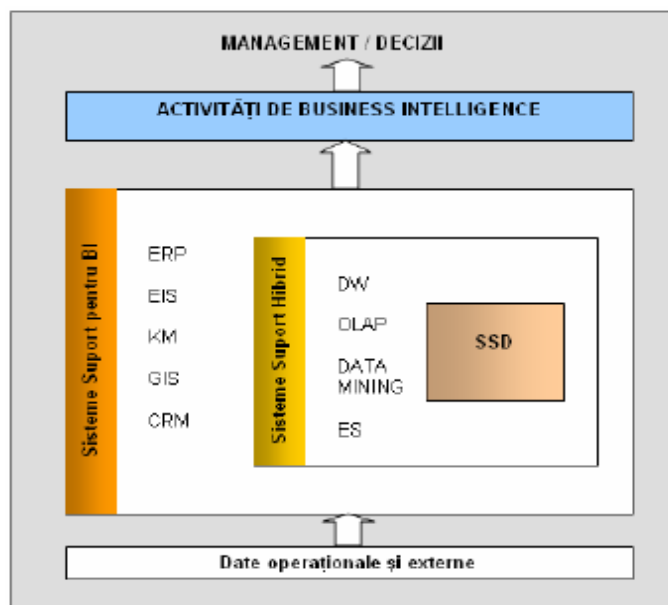 MANAGEMENT / DECIZII
ACTIVITĂȚI DE BUSINESS INTELLIGENCE
Sisteme Suport pentru BI
ERP
EIS
KM
GIS
CRM
Sisteme Suport Hibrid
DW
OLAP
DATA
MINING
ES
SSD
Date operaționale și externe